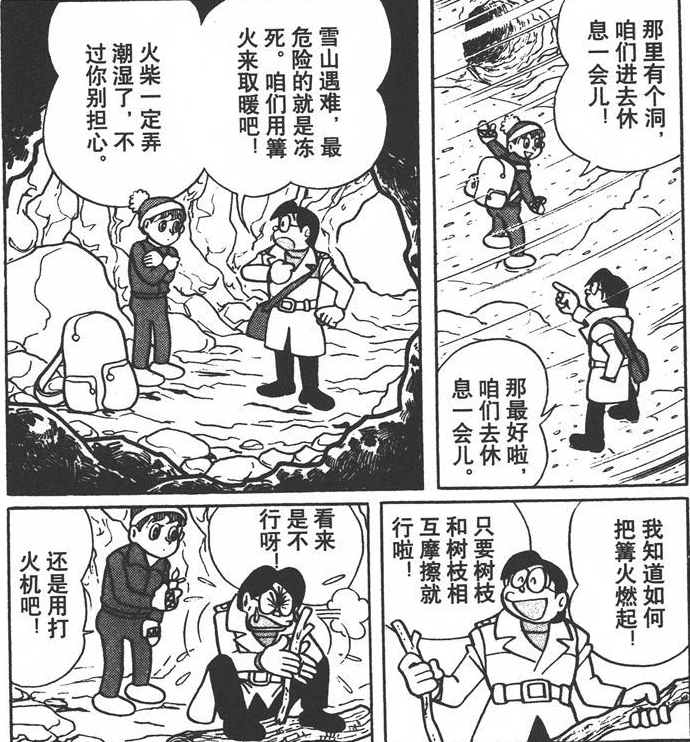 那里有个洞，
咱们进去休
息一会儿！
那最好啦，
咱们去休
息一会儿。
雪山遇难，最
危险的就是冻
死。咱们用篝
火来取暖吧！
火柴一定弄
潮湿了，不
过你别担心。
我知道如何
把篝火燃起！
只要树枝
和树枝相
互摩擦就
行啦！
看来
是不
行呀！
还是用打
火机吧！